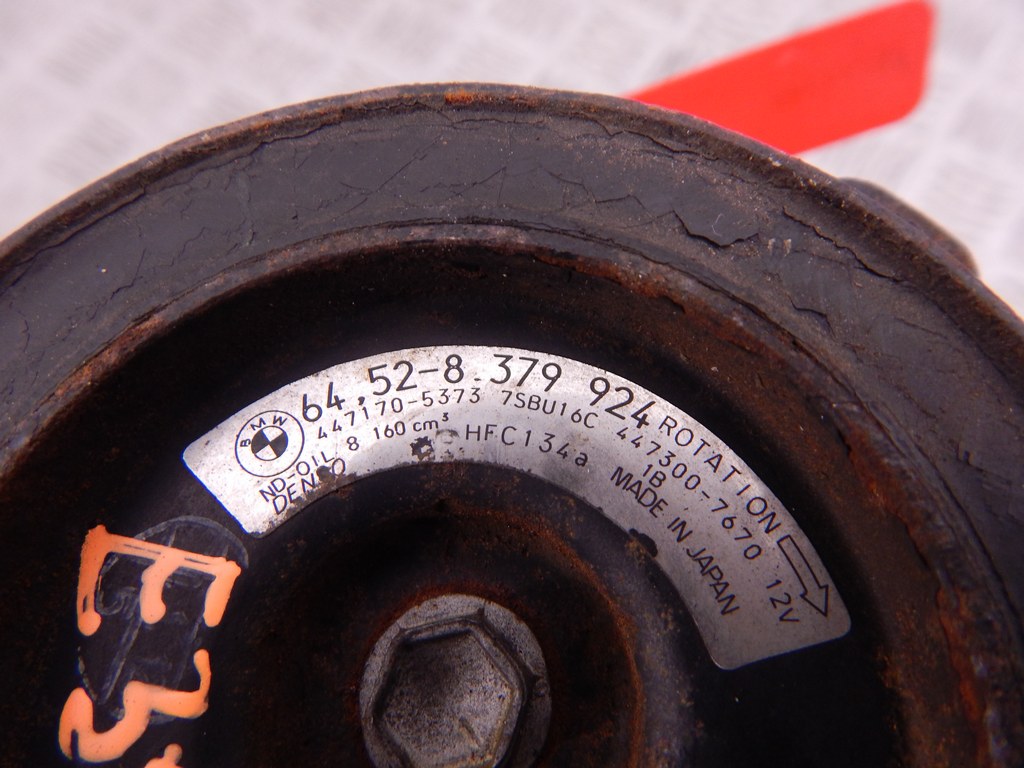 BMW
64.52-8 379 924 ROTATION
447170-5373 7SBU16C 447300-7670 12V
ND-OIL 8 160 cm³ HFC134a 1B
DENSO MADE IN JAPAN
E3